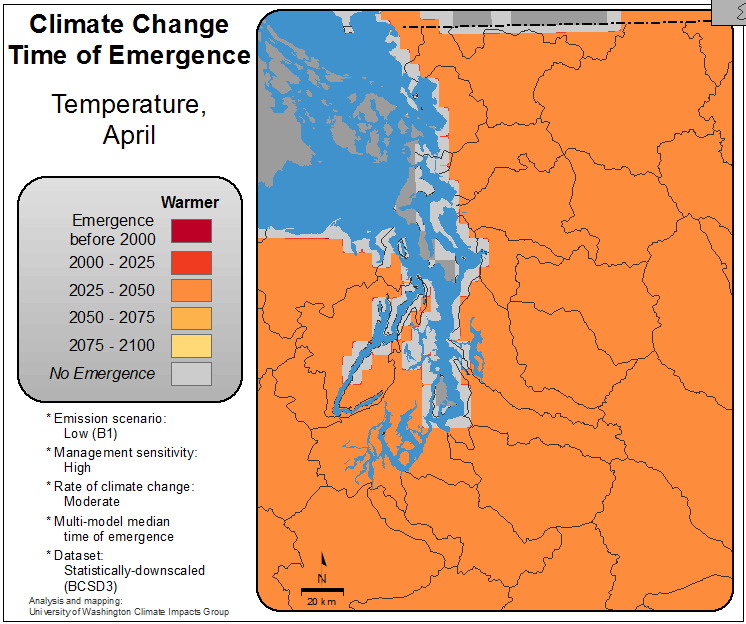 Climate Change
Time of Emergence
Temperature,
April
Warmer
Emergence
before 2000
2000 - 2025
2025 - 2050
2050 - 2075
2075 - 2100
No Emergence
* Emission scenario:
Low (B1)
* Management sensitivity:
High
* Rate of climate change:
Moderate
* Multi-model median
time of emergence
* Dataset:
Statistically-downscaled
(BCSD3)
Analysis and mapping:
University of Washington Climate Impacts Group
N
20 km